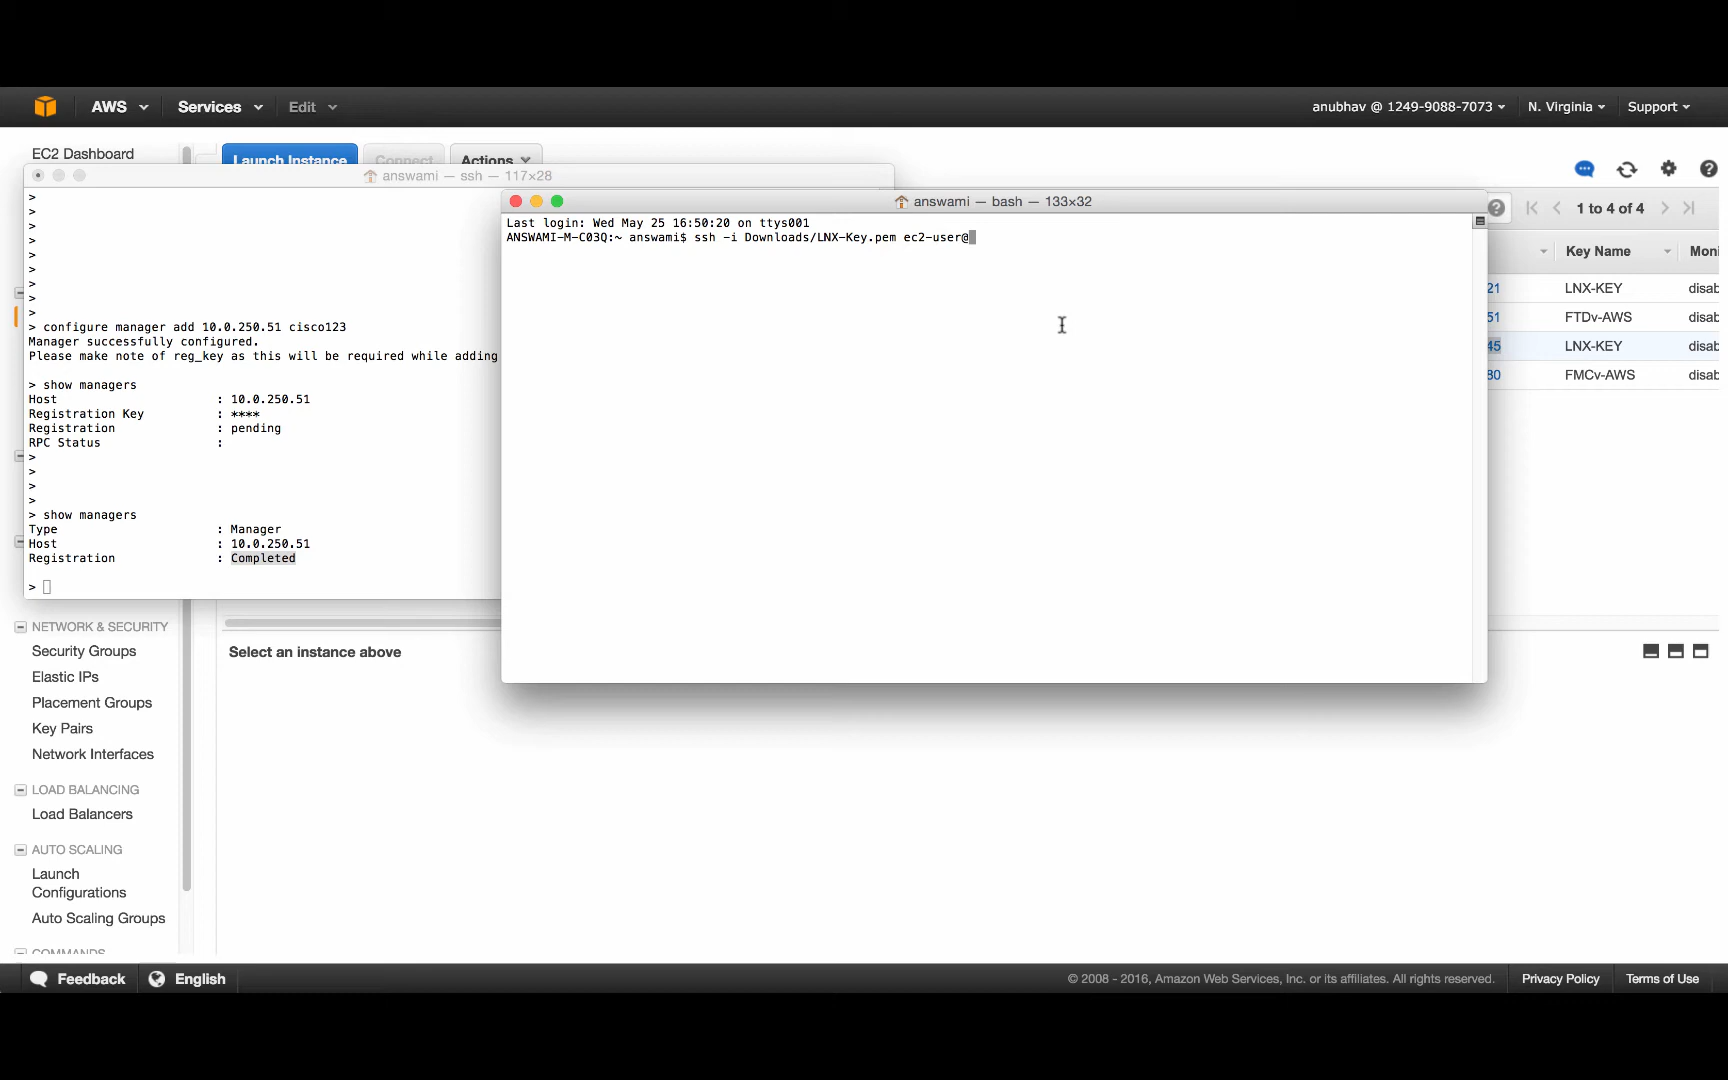 AWS Services Edit anubhav @ 1249-9088-7073 N. Virginia Support
EC2 Dashboard
Launch Instance Connect Actions
answami — ssh — 117×28
>
>
>
>
>
>
>
>
>
> configure manager add 10.0.250.51 cisco123
Manager successfully configured.
Please make note of reg_key as this will be required while adding
> show managers
Host : 10.0.250.51
Registration Key : ****
Registration : pending
RPC Status :
>
>
>
>
> show managers
Type : Manager
Host : 10.0.250.51
Registration : Completed
>
answami — bash — 133×32
Last login: Wed May 25 16:50:20 on ttys001
ANSWAMI-M-C03Q:~ answami$ ssh -i Downloads/LNX-Key.pem ec2-user@
1 to 4 of 4
Key Name Moni
21 LNX-KEY disab
51 FTDv-AWS disab
45 LNX-KEY disab
80 FMCv-AWS disab
Select an instance above
NETWORK & SECURITY
Security Groups
Elastic IPs
Placement Groups
Key Pairs
Network Interfaces
LOAD BALANCING
Load Balancers
AUTO SCALING
Launch
Configurations
Auto Scaling Groups
COMMANDS
Feedback English © 2008 - 2016, Amazon Web Services, Inc. or its affiliates. All rights reserved. Privacy Policy Terms of Use